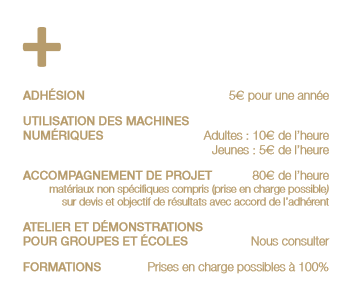 ADHÉSION 5€ pour une année
UTILISATION DES MACHINES
NUMÉRIQUES Adultes : 10€ de l'heure
Jeunes : 5€ de l'heure
ACCOMPAGNEMENT DE PROJET 80€ de l'heure
matériaux non spécifiques compris (prise en charge possible)
sur devis et objectif de résultats avec accord de l'adhérent
ATELIER ET DÉMONSTRATIONS
POUR GROUPES ET ÉCOLES Nous consulter
FORMATIONS Prises en charge possibles à 100%